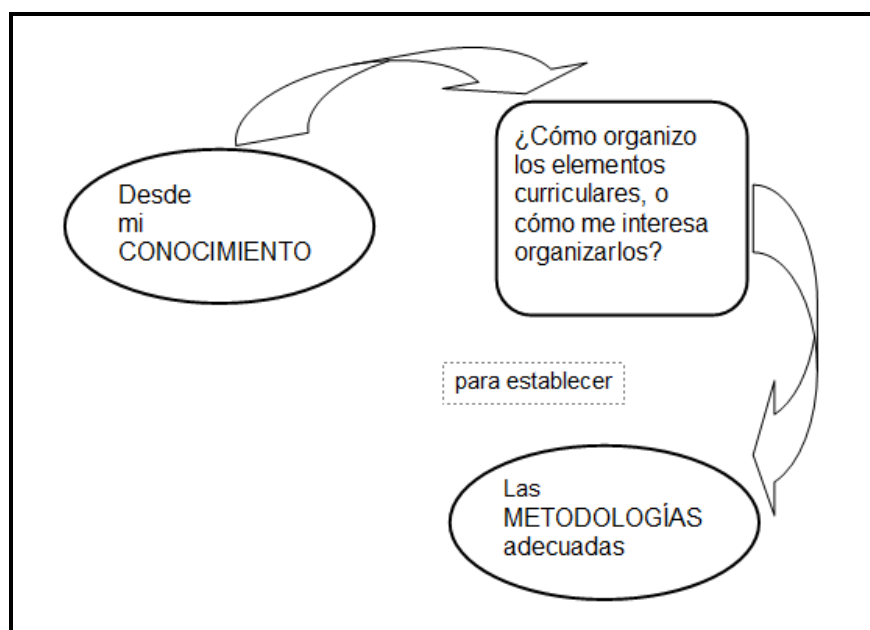 Desde
mi
CONOCIMIENTO
¿Cómo organizo
los elementos
curriculares, o
cómo me interesa
organizarlos?
para establecer
Las
METODOLOGÍAS
adecuadas